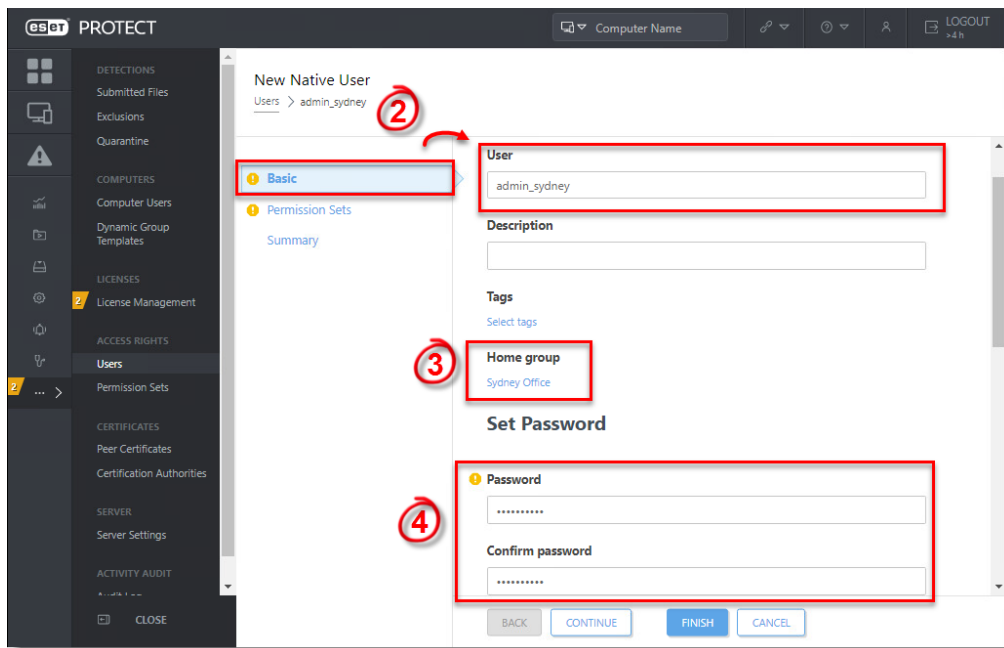 eset PROTECT
Computer Name
LOGOUT
>4 h
DETECTIONS
Submitted Files
Exclusions
Quarantine
COMPUTERS
Computer Users
Dynamic Group
Templates
LICENSES
2 License Management
ACCESS RIGHTS
Users
2 ... >
Permission Sets
CERTIFICATES
Peer Certificates
Certification Authorities
SERVER
Server Settings
ACTIVITY AUDIT
Audit Log
CLOSE
New Native User
Users > admin_sydney
2
Basic
Permission Sets
Summary
User
admin_sydney
Description
Tags
Select tags
3
Home group
Sydney Office
Set Password
4
Password
••••••••••
Confirm password
••••••••••
BACK CONTINUE FINISH CANCEL